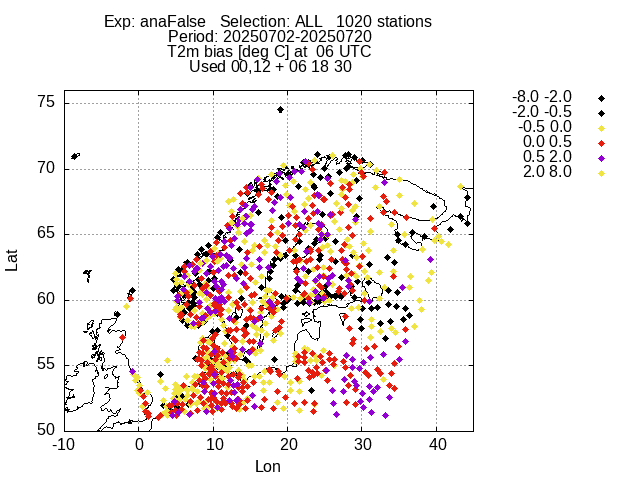 Exp: anaFalse   Selection: ALL   1020 stations
Period: 20250702-20250720
T2m bias [deg C] at  06 UTC
Used 00,12 + 06 18 30
-8.0 -2.0
-2.0 -0.5
-0.5 0.0
0.0 0.5
0.5 2.0
2.0 8.0
75
70
65
60
55
50
Lat
-10 0 10 20 30 40
Lon